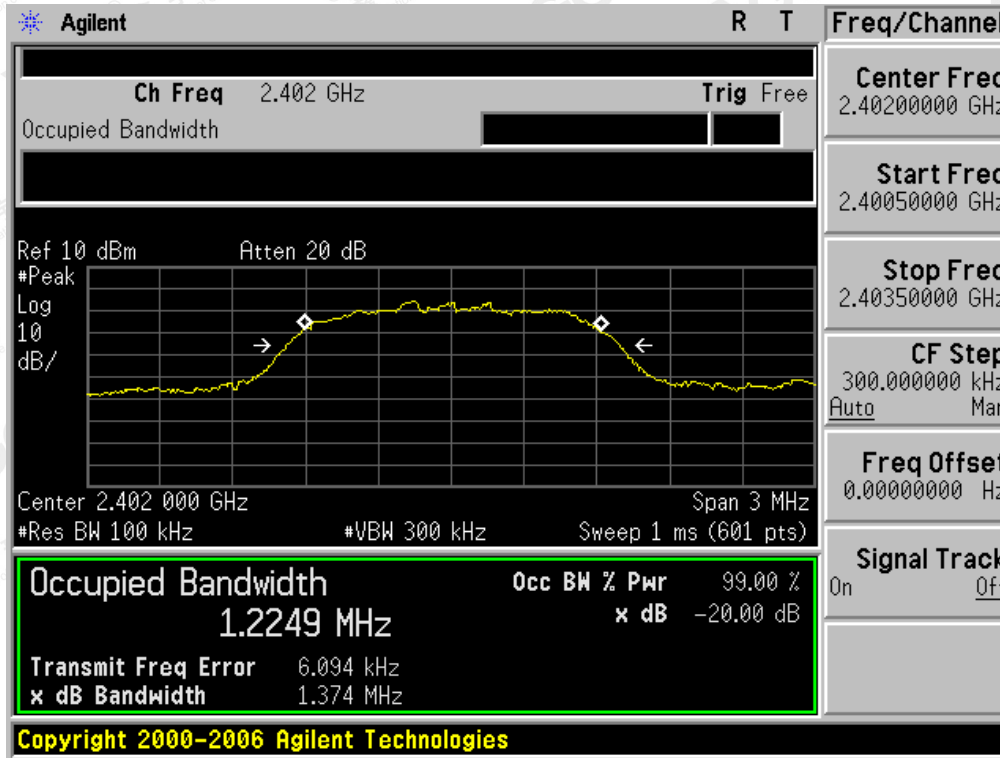 Agilent R T
Ch Freq 2.402 GHz Trig Free
Occupied Bandwidth
Ref 10 dBm Atten 20 dB
#Peak
Log
10
dB/
Center 2.402 000 GHz Span 3 MHz
#Res BW 100 kHz #VBW 300 kHz Sweep 1 ms (601 pts)
Occupied Bandwidth
1.2249 MHz
Occ BW % Pwr 99.00 %
x dB -20.00 dB
Transmit Freq Error 6.094 kHz
x dB Bandwidth 1.374 MHz
Copyright 2000-2006 Agilent Technologies
Freq/Channel
Center Freq
2.40200000 GHz
Start Freq
2.40050000 GHz
Stop Freq
2.40350000 GHz
CF Step
300.000000 kHz
Auto Man
Freq Offset
0.00000000 Hz
Signal Track
On Off